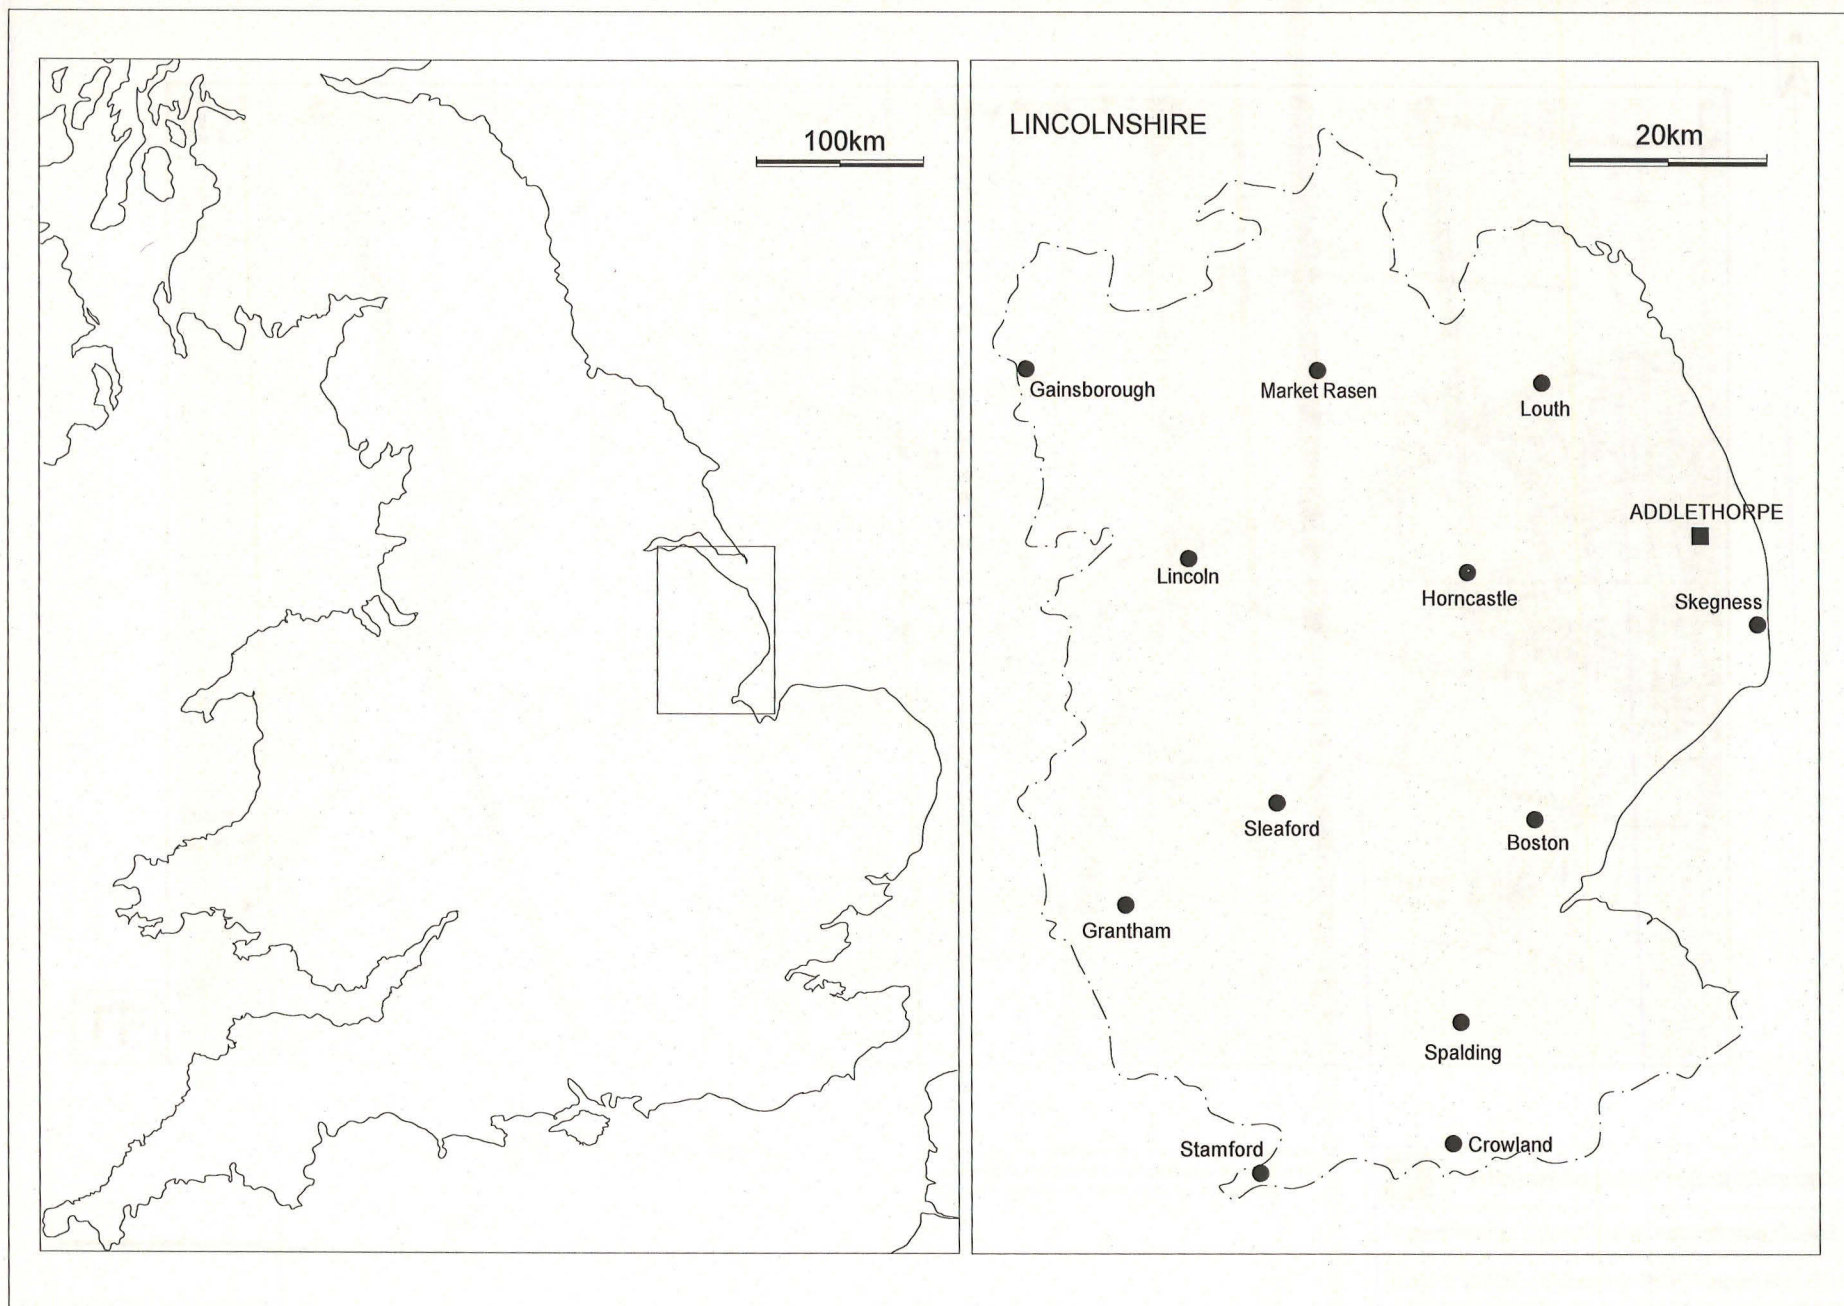 100km
LINCOLNSHIRE
20km
Gainsborough
Market Rasen
Louth
ADDLETHORPE
Lincoln
Horncastle
Skegness
Sleaford
Boston
Grantham
Spalding
Stamford
Crowland